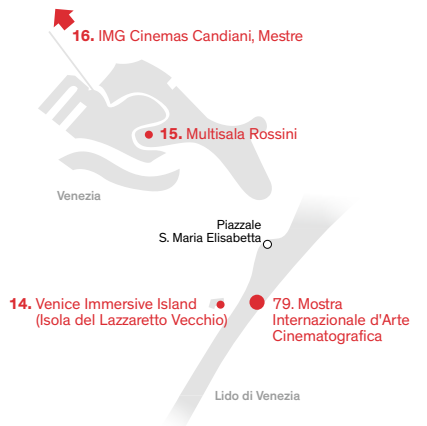 16. IMG Cinemas Candiani, Mestre
15. Multisala Rossini
Venezia
Piazzale
S. Maria Elisabetta
14. Venice Immersive Island
(Isola del Lazzaretto Vecchio)
79. Mostra
Internazionale d'Arte
Cinematografica
Lido di Venezia